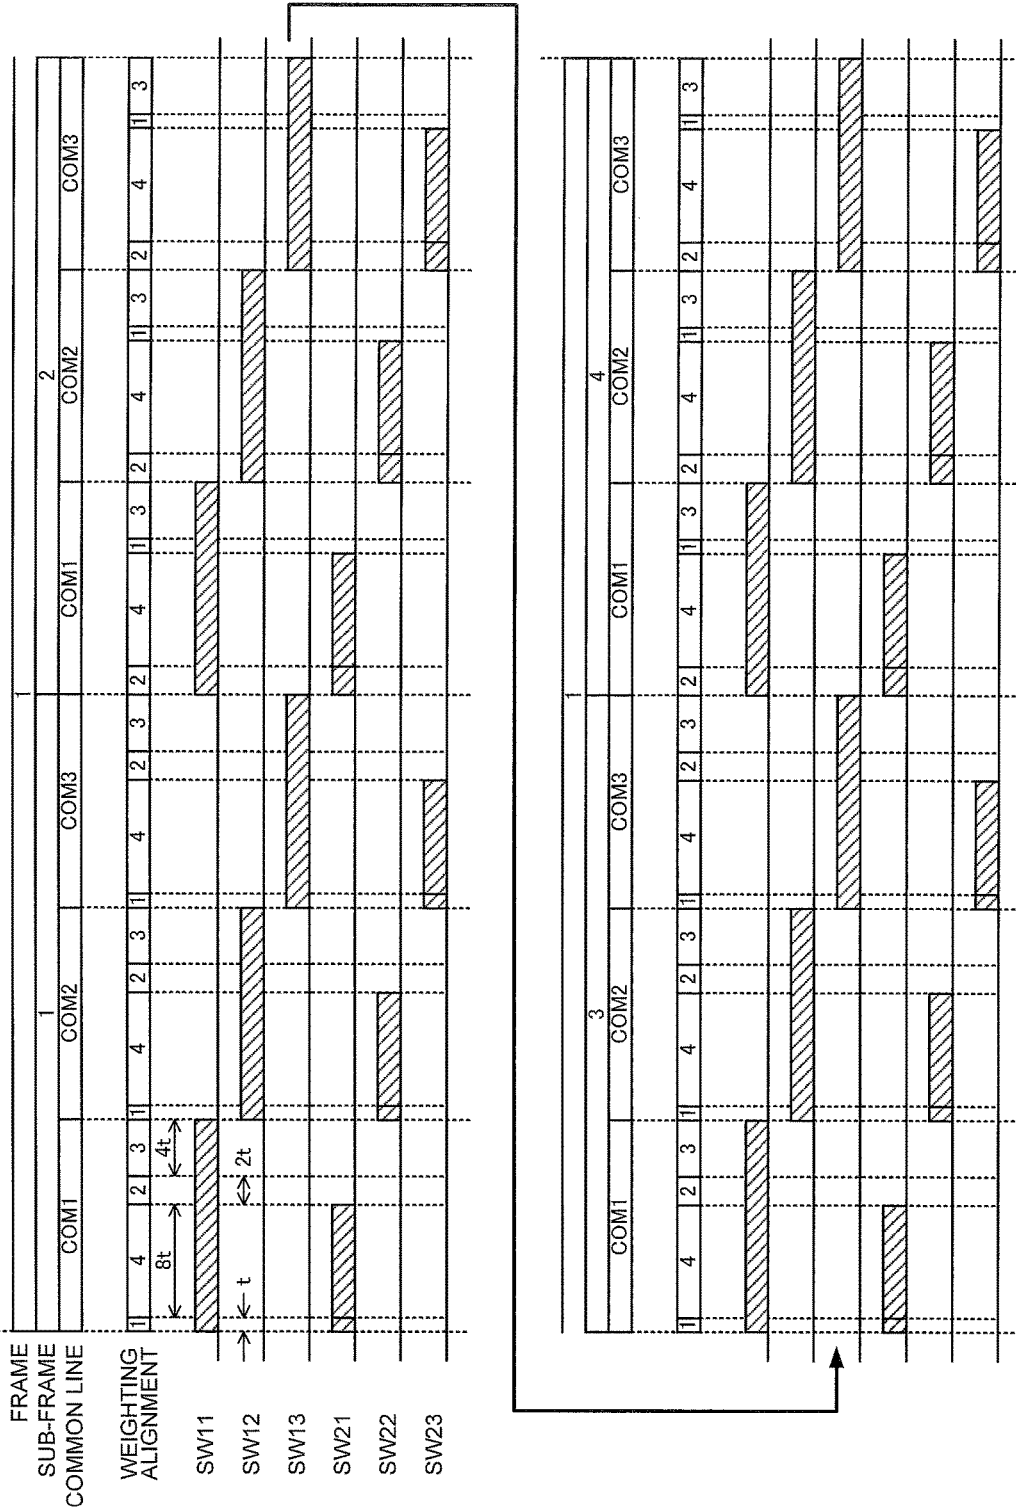 FRAME 1
SUB-FRAME 1 2
COMMON LINE COM1 COM2 COM3 COM1 COM2 COM3
WEIGHTING
ALIGNMENT
1 4 2 3 1 4 2 3 1 4 2 3 2 4 1 3 2 4 1 3 2 4 1 3
8t 4t
SW11
t 2t
SW12
SW13
SW21
SW22
SW23
1
3 4
COM1 COM2 COM3 COM1 COM2 COM3
1 4 2 3 1 4 2 3 1 4 2 3 2 4 1 3 2 4 1 3 2 4 1 3